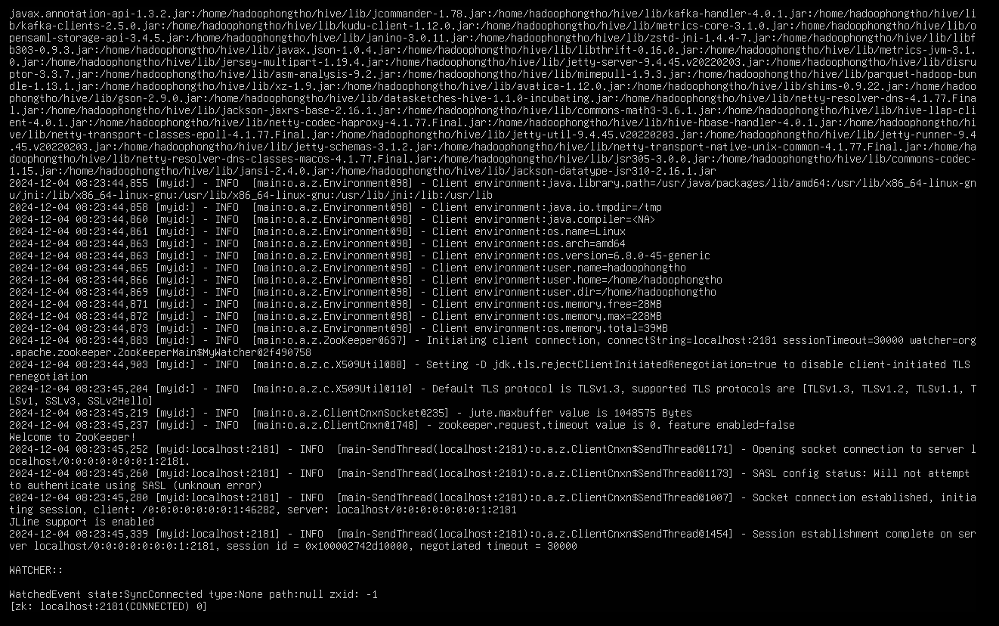 javax.annotation-api-1.3.2.jar:/home/hadoophongtho/hive/lib/jcommander-1.78.jar:/home/hadoophongtho/hive/lib/kafka-handler-4.0.1.jar:/home/hadoophongtho/hive/li
b/kafka-clients-2.5.0.jar:/home/hadoophongtho/hive/lib/kudu-client-1.12.0.jar:/home/hadoophongtho/hive/lib/metrics-core-3.1.0.jar:/home/hadoophongtho/hive/lib/o
pensaml-storage-api-3.4.5.jar:/home/hadoophongtho/hive/lib/janino-3.0.11.jar:/home/hadoophongtho/hive/lib/zstd-jni-1.4.4-7.jar:/home/hadoophongtho/hive/lib/libf
b303-0.9.3.jar:/home/hadoophongtho/hive/lib/javax.json-1.0.4.jar:/home/hadoophongtho/hive/lib/libthrift-0.16.0.jar:/home/hadoophongtho/hive/lib/metrics-jvm-3.1.
0.jar:/home/hadoophongtho/hive/lib/jersey-multipart-1.19.4.jar:/home/hadoophongtho/hive/lib/jetty-server-9.4.45.v20220203.jar:/home/hadoophongtho/hive/lib/disru
ptor-3.3.7.jar:/home/hadoophongtho/hive/lib/asm-analysis-9.2.jar:/home/hadoophongtho/hive/lib/mimepull-1.9.3.jar:/home/hadoophongtho/hive/lib/parquet-hadoop-bun
dle-1.13.1.jar:/home/hadoophongtho/hive/lib/xz-1.9.jar:/home/hadoophongtho/hive/lib/avatica-1.12.0.jar:/home/hadoophongtho/hive/lib/shims-0.9.22.jar:/home/hadoo
phongtho/hive/lib/gson-2.9.0.jar:/home/hadoophongtho/hive/lib/datasketches-hive-1.1.0-incubating.jar:/home/hadoophongtho/hive/lib/netty-resolver-dns-4.1.77.Fina
l.jar:/home/hadoophongtho/hive/lib/jackson-jaxrs-base-2.16.1.jar:/home/hadoophongtho/hive/lib/commons-math3-3.6.1.jar:/home/hadoophongtho/hive/lib/hive-llap-cli
ent-4.0.1.jar:/home/hadoophongtho/hive/lib/netty-codec-haproxy-4.1.77.Final.jar:/home/hadoophongtho/hive/lib/hive-hbase-handler-4.0.1.jar:/home/hadoophongtho/hi
ve/lib/netty-transport-classes-epoll-4.1.77.Final.jar:/home/hadoophongtho/hive/lib/jetty-util-9.4.45.v20220203.jar:/home/hadoophongtho/hive/lib/jetty-runner-9.4
.45.v20220203.jar:/home/hadoophongtho/hive/lib/jetty-schemas-3.1.2.jar:/home/hadoophongtho/hive/lib/netty-transport-native-unix-common-4.1.77.Final.jar:/home/ha
doophongtho/hive/lib/netty-resolver-dns-classes-macos-4.1.77.Final.jar:/home/hadoophongtho/hive/lib/jsr305-3.0.0.jar:/home/hadoophongtho/hive/lib/commons-codec-
1.15.jar:/home/hadoophongtho/hive/lib/jansi-2.4.0.jar:/home/hadoophongtho/hive/lib/jackson-datatype-jsr310-2.16.1.jar
2024-12-04 08:23:44,855 [myid:] - INFO  [main:o.a.z.Environment@98] - Client environment:java.library.path=/usr/java/packages/lib/amd64:/usr/lib/x86_64-linux-gn
u/jni:/lib/x86_64-linux-gnu:/usr/lib/x86_64-linux-gnu:/usr/lib/jni:/lib:/usr/lib
2024-12-04 08:23:44,858 [myid:] - INFO  [main:o.a.z.Environment@98] - Client environment:java.io.tmpdir=/tmp
2024-12-04 08:23:44,860 [myid:] - INFO  [main:o.a.z.Environment@98] - Client environment:java.compiler=<NA>
2024-12-04 08:23:44,861 [myid:] - INFO  [main:o.a.z.Environment@98] - Client environment:os.name=Linux
2024-12-04 08:23:44,863 [myid:] - INFO  [main:o.a.z.Environment@98] - Client environment:os.arch=amd64
2024-12-04 08:23:44,863 [myid:] - INFO  [main:o.a.z.Environment@98] - Client environment:os.version=6.8.0-45-generic
2024-12-04 08:23:44,865 [myid:] - INFO  [main:o.a.z.Environment@98] - Client environment:user.name=hadoophongtho
2024-12-04 08:23:44,866 [myid:] - INFO  [main:o.a.z.Environment@98] - Client environment:user.home=/home/hadoophongtho
2024-12-04 08:23:44,869 [myid:] - INFO  [main:o.a.z.Environment@98] - Client environment:user.dir=/home/hadoophongtho
2024-12-04 08:23:44,871 [myid:] - INFO  [main:o.a.z.Environment@98] - Client environment:os.memory.free=28MB
2024-12-04 08:23:44,872 [myid:] - INFO  [main:o.a.z.Environment@98] - Client environment:os.memory.max=228MB
2024-12-04 08:23:44,873 [myid:] - INFO  [main:o.a.z.Environment@98] - Client environment:os.memory.total=39MB
2024-12-04 08:23:44,883 [myid:] - INFO  [main:o.a.z.ZooKeeper@637] - Initiating client connection, connectString=localhost:2181 sessionTimeout=30000 watcher=org
.apache.zookeeper.ZooKeeperMain$MyWatcher@2f490758
2024-12-04 08:23:44,903 [myid:] - INFO  [main:o.a.z.c.X509Util@88] - Setting -D jdk.tls.rejectClientInitiatedRenegotiation=true to disable client-initiated TLS
renegotiation
2024-12-04 08:23:45,204 [myid:] - INFO  [main:o.a.z.c.X509Util@110] - Default TLS protocol is TLSv1.3, supported TLS protocols are [TLSv1.3, TLSv1.2, TLSv1.1, T
LSv1, SSLv3, SSLv2Hello]
2024-12-04 08:23:45,219 [myid:] - INFO  [main:o.a.z.ClientCnxnSocket@235] - jute.maxbuffer value is 1048575 Bytes
2024-12-04 08:23:45,237 [myid:] - INFO  [main:o.a.z.ClientCnxn@1748] - zookeeper.request.timeout value is 0. feature enabled=false
Welcome to ZooKeeper!
2024-12-04 08:23:45,252 [myid:localhost:2181] - INFO  [main-SendThread(localhost:2181):o.a.z.ClientCnxn$SendThread@1171] - Opening socket connection to server l
ocalhost/0:0:0:0:0:0:0:1:2181.
2024-12-04 08:23:45,260 [myid:localhost:2181] - INFO  [main-SendThread(localhost:2181):o.a.z.ClientCnxn$SendThread@1173] - SASL config status: Will not attempt
to authenticate using SASL (unknown error)
2024-12-04 08:23:45,280 [myid:localhost:2181] - INFO  [main-SendThread(localhost:2181):o.a.z.ClientCnxn$SendThread@1007] - Socket connection established, initia
ting session, client: /0:0:0:0:0:0:0:1:46282, server: localhost/0:0:0:0:0:0:0:1:2181
JLine support is enabled
2024-12-04 08:23:45,339 [myid:localhost:2181] - INFO  [main-SendThread(localhost:2181):o.a.z.ClientCnxn$SendThread@1454] - Session establishment complete on ser
ver localhost/0:0:0:0:0:0:0:1:2181, session id = 0x100002742d10000, negotiated timeout = 30000
WATCHER::
WatchedEvent state:SyncConnected type:None path:null zxid: -1
[zk: localhost:2181(CONNECTED) 0]